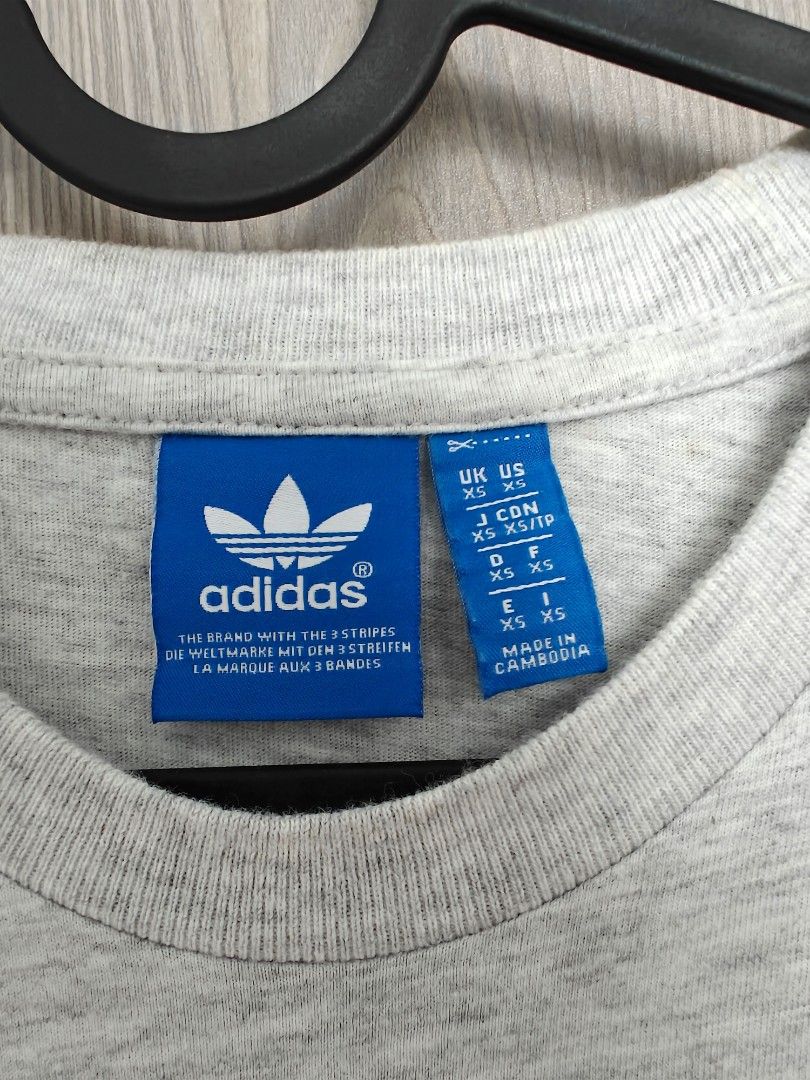 adidas®
THE BRAND WITH THE 3 STRIPES
DIE WELTMARKE MIT DEN 3 STREIFEN
LA MARQUE AUX 3 BANDES
UK US
XS XS
J CDN
XS XS/TP
D F
XS XS
E I
XS XS
MADE IN
CAMBODIA